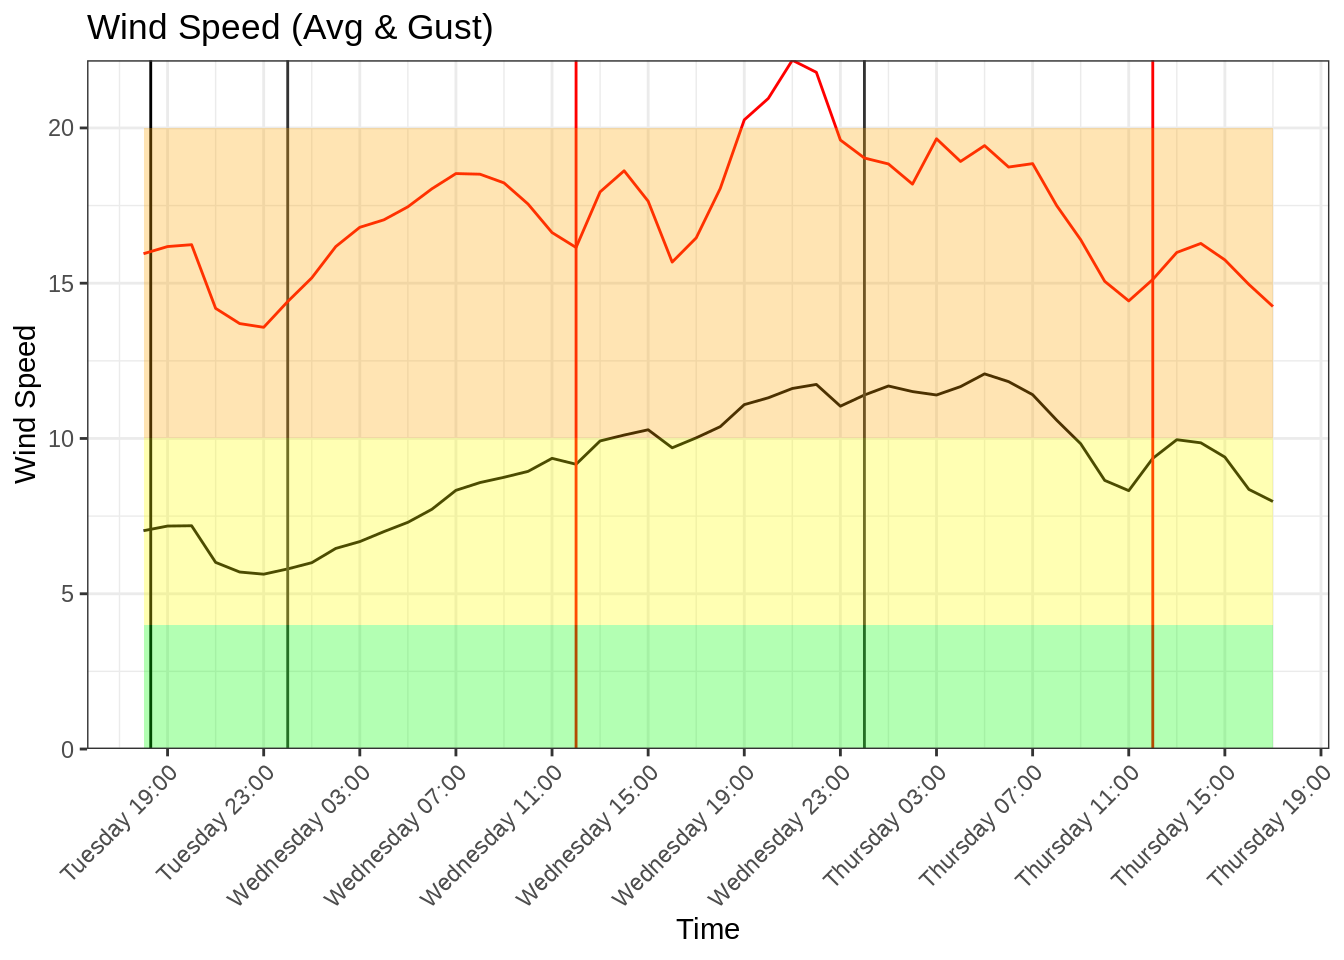 Wind Speed (Avg & Gust)
20
15
10
5
0
Wind Speed
Tuesday 19:00
Tuesday 23:00
Wednesday 03:00
Wednesday 07:00
Wednesday 11:00
Wednesday 15:00
Wednesday 19:00
Wednesday 23:00
Thursday 03:00
Thursday 07:00
Thursday 11:00
Thursday 15:00
Thursday 19:00
Time